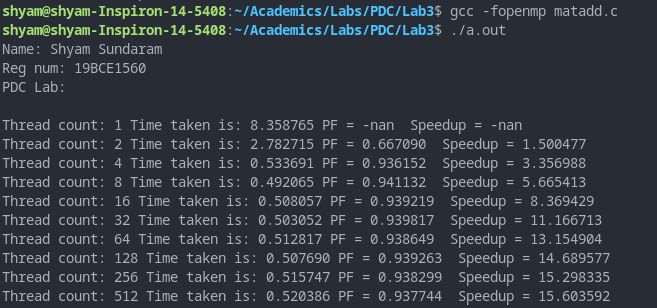 shyam@shyam-Inspiron-14-5408:~/Academics/Labs/PDC/Lab3$ gcc -fopenmp matadd.c
shyam@shyam-Inspiron-14-5408:~/Academics/Labs/PDC/Lab3$ ./a.out
Name: Shyam Sundaram
Reg num: 19BCE1560
PDC Lab:
Thread count: 1 Time taken is: 8.358765 PF = -nan  Speedup = -nan
Thread count: 2 Time taken is: 2.782715 PF = 0.667090  Speedup = 1.500477
Thread count: 4 Time taken is: 0.533691 PF = 0.936152  Speedup = 3.356988
Thread count: 8 Time taken is: 0.492065 PF = 0.941132  Speedup = 5.665413
Thread count: 16 Time taken is: 0.508057 PF = 0.939219  Speedup = 8.369429
Thread count: 32 Time taken is: 0.503052 PF = 0.939817  Speedup = 11.166713
Thread count: 64 Time taken is: 0.512817 PF = 0.938649  Speedup = 13.154904
Thread count: 128 Time taken is: 0.507690 PF = 0.939263  Speedup = 14.689577
Thread count: 256 Time taken is: 0.515747 PF = 0.938299  Speedup = 15.298335
Thread count: 512 Time taken is: 0.520386 PF = 0.937744  Speedup = 15.603592